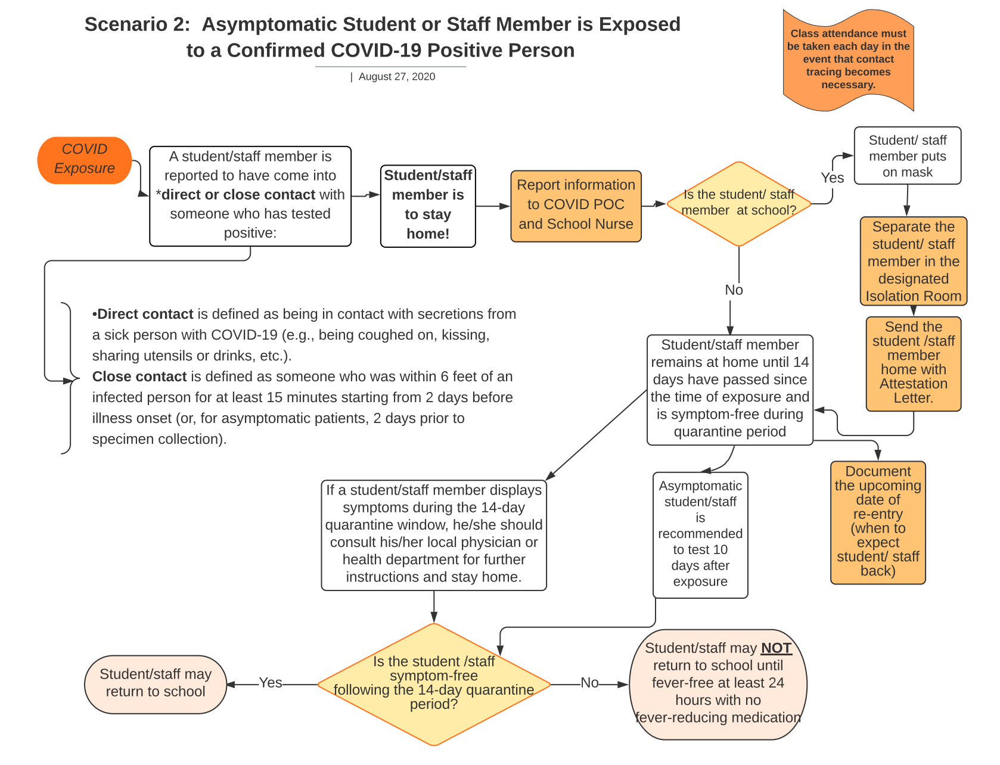 Scenario 2:  Asymptomatic Student or Staff Member is Exposed
to a Confirmed COVID-19 Positive Person
| August 27, 2020
Class attendance must
be taken each day in the
event that contact
tracing becomes
necessary.
COVID
Exposure
A student/staff member is
reported to have come into
*direct or close contact with
someone who has tested
positive:
Student/staff
member is
to stay
home!
Report information
to COVID POC
and School Nurse
Is the student/ staff
member  at school?
Yes
Student/ staff
member puts
on mask
Separate the
student/ staff
member in the
designated
Isolation Room
Send the
student /staff
member
home with
Attestation
Letter.
No
•Direct contact is defined as being in contact with secretions from
a sick person with COVID-19 (e.g., being coughed on, kissing,
sharing utensils or drinks, etc.).
Close contact is defined as someone who was within 6 feet of an
infected person for at least 15 minutes starting from 2 days before
illness onset (or, for asymptomatic patients, 2 days prior to
specimen collection).
Student/staff member
remains at home until 14
days have passed since
the time of exposure and
is symptom-free during
quarantine period
If a student/staff member displays
symptoms during the 14-day
quarantine window, he/she should
consult his/her local physician or
health department for further
instructions and stay home.
Asymptomatic
student/staff
is
recommended
to test 10
days after
exposure
Document
the upcoming
date of
re-entry
(when to
expect
student/ staff
back)
Is the student /staff
symptom-free
following the 14-day quarantine
period?
Yes
Student/staff may
return to school
No
Student/staff may NOT
return to school until
fever-free at least 24
hours with no
fever-reducing medication